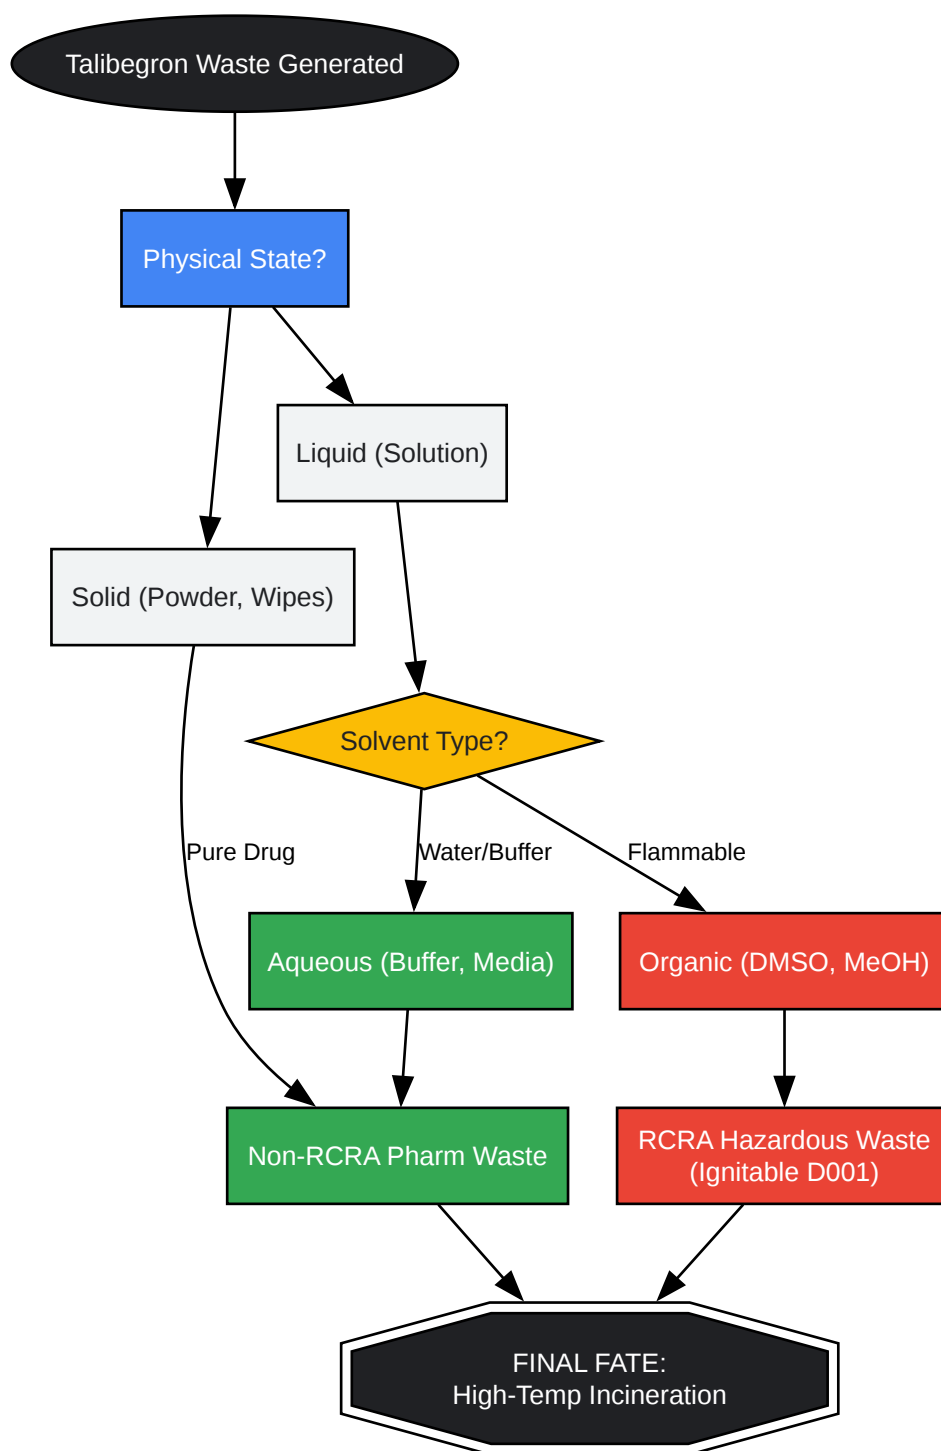 Talibegron Waste Generated
Physical State?
Liquid (Solution)
Solid (Powder, Wipes)
Solvent Type?
Pure Drug
Water/Buffer
Flammable
Aqueous (Buffer, Media)
Organic (DMSO, MeOH)
Non-RCRA Pharm Waste
RCRA Hazardous Waste
(Ignitable D001)
FINAL FATE:
High-Temp Incineration